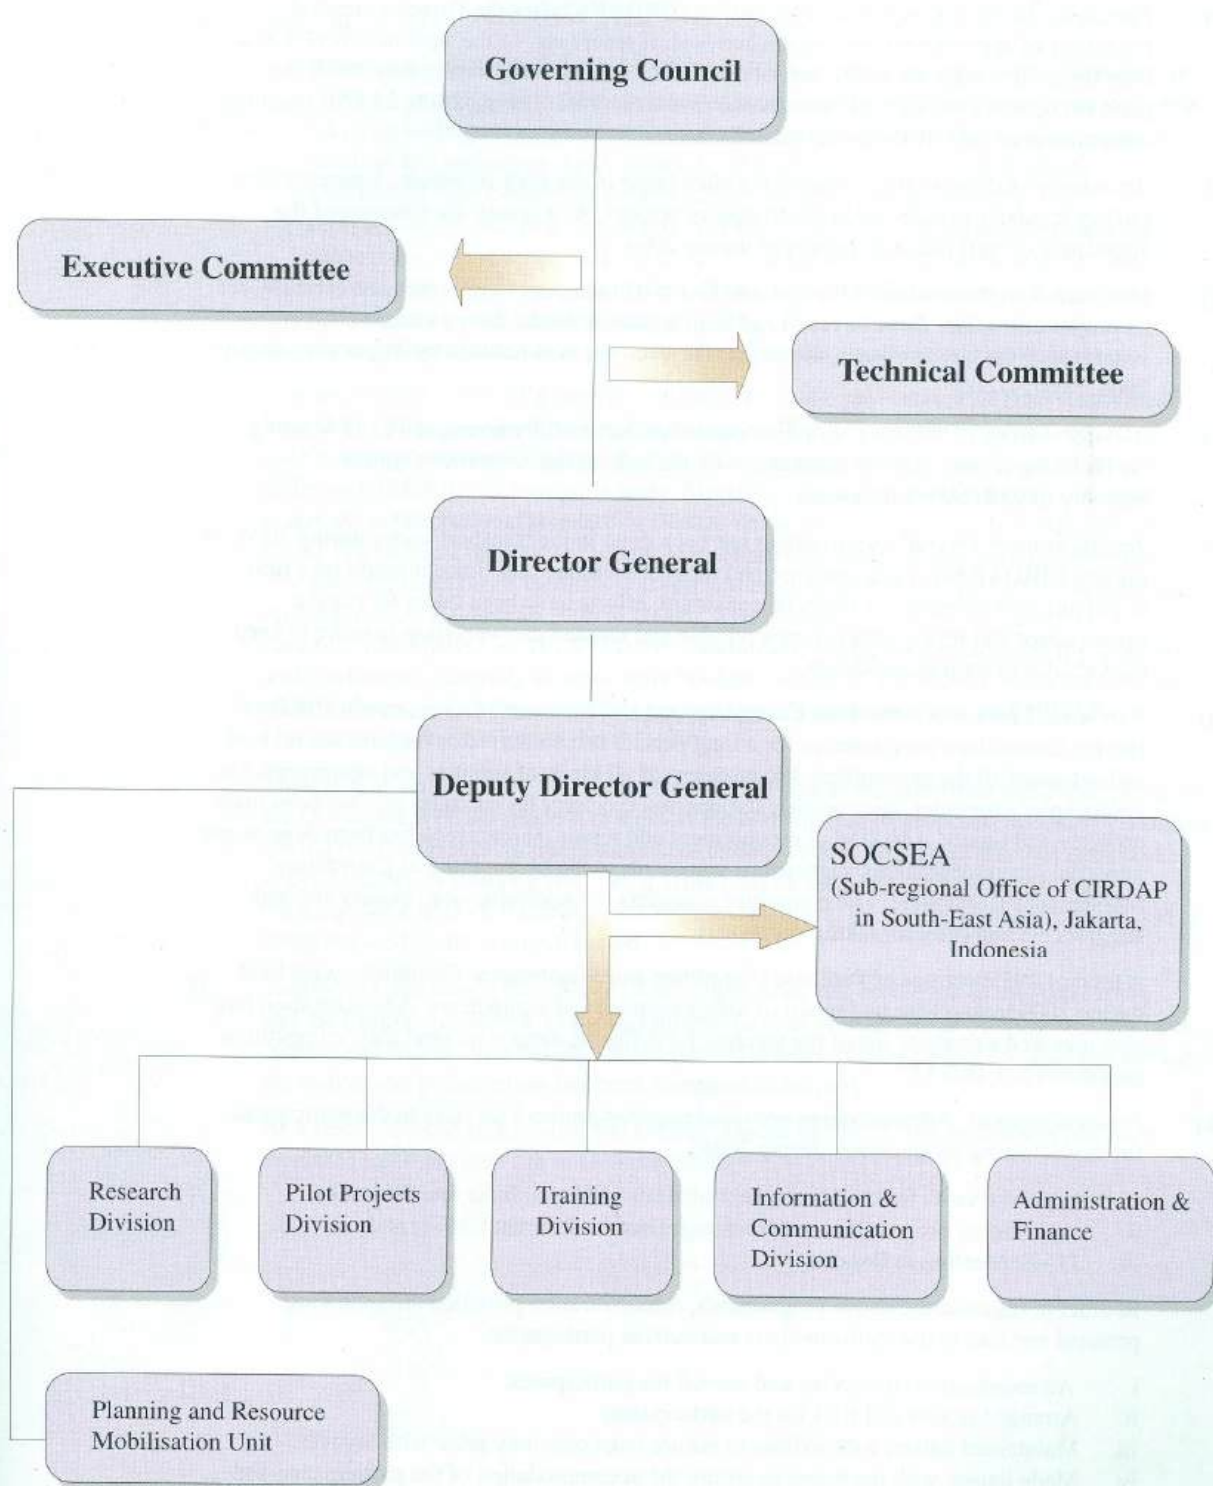 Governing Council
Executive Committee
Technical Committee
Director General
Deputy Director General
SOCSEA
(Sub-regional Office of CIRDAP
in South-East Asia), Jakarta,
Indonesia
Research
Division
Pilot Projects
Division
Training
Division
Information &
Communication
Division
Administration &
Finance
Planning and Resource
Mobilisation Unit